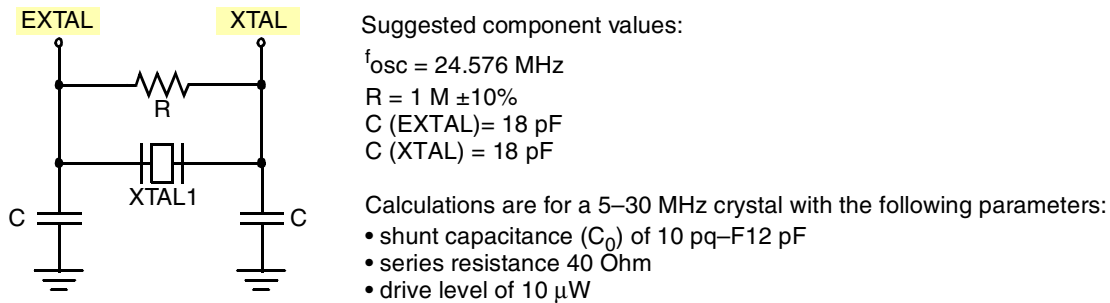 EXTAL XTAL
R
XTAL1
C C
Suggested component values:
fosc = 24.576 MHz
R = 1 M ±10%
C (EXTAL)= 18 pF
C (XTAL) = 18 pF
Calculations are for a 5–30 MHz crystal with the following parameters:
• shunt capacitance (C0) of 10 pq–F12 pF
• series resistance 40 Ohm
• drive level of 10 μW